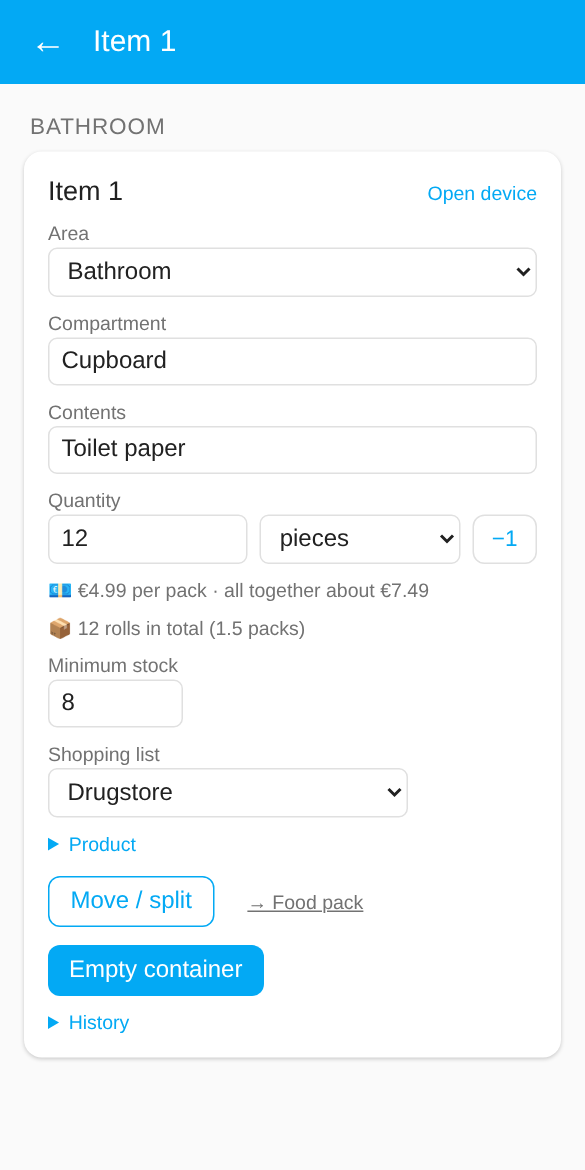 ← Item 1
BATHROOM
Item 1 Open device
Area
Bathroom
Compartment
Cupboard
Contents
Toilet paper
Quantity
12 pieces −1
💶 €4.99 per pack · all together about €7.49
📦 12 rolls in total (1.5 packs)
Minimum stock
8
Shopping list
Drugstore
▶ Product
Move / split → Food pack
Empty container
▶ History